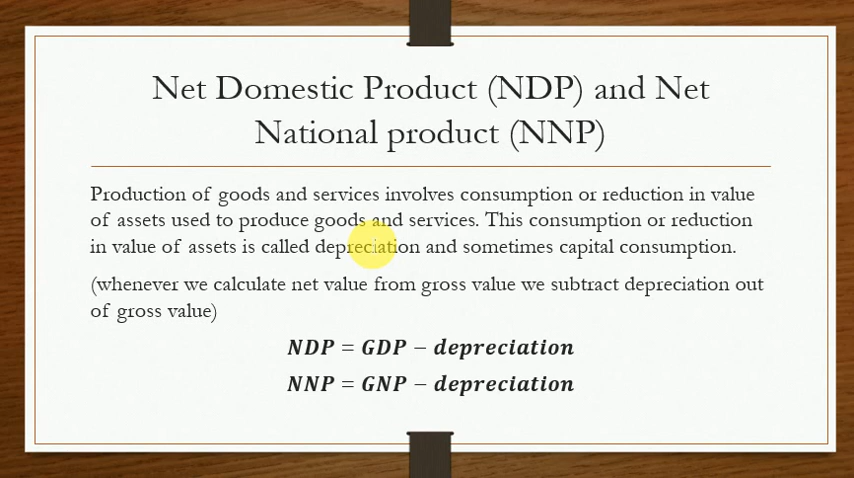 Net Domestic Product (NDP) and Net
National product (NNP)
Production of goods and services involves consumption or reduction in value
of assets used to produce goods and services. This consumption or reduction
in value of assets is called depreciation and sometimes capital consumption.
(whenever we calculate net value from gross value we subtract depreciation out
of gross value)
NDP = GDP − depreciation
NNP = GNP − depreciation